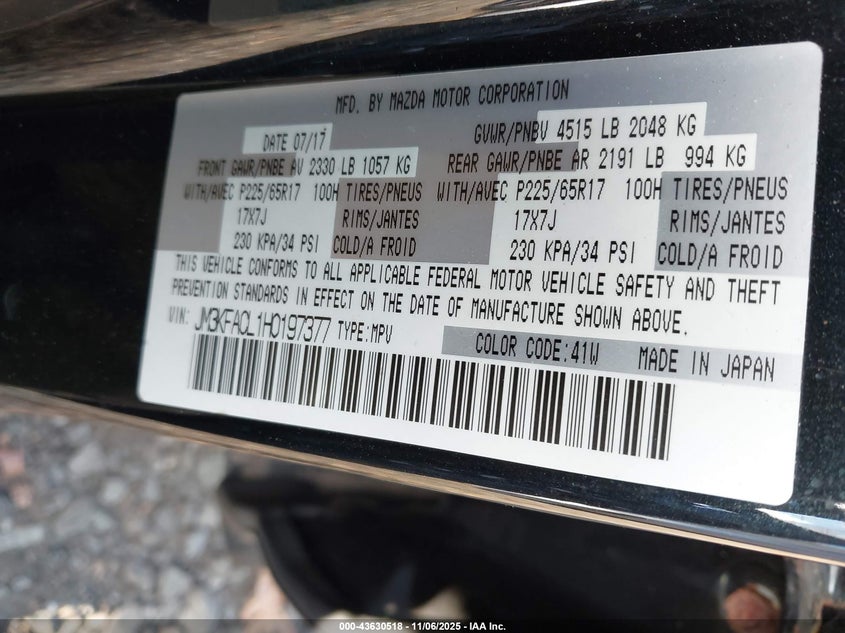 MFD. BY MAZDA MOTOR CORPORATION
DATE 07/17 GVWR/PNBV 4515 LB 2048 KG
FRONT GAWR/PNBE AV 2330 LB 1057 KG REAR GAWR/PNBE AR 2191 LB 994 KG
WITH/AVEC P225/65R17 100H TIRES/PNEUS WITH/AVEC P225/65R17 100H TIRES/PNEUS
17X7J RIMS/JANTES 17X7J RIMS/JANTES
230 KPA/34 PSI COLD/A FROID 230 KPA/34 PSI COLD/A FROID
THIS VEHICLE CONFORMS TO ALL APPLICABLE FEDERAL MOTOR VEHICLE SAFETY AND THEFT
PREVENTION STANDARDS IN EFFECT ON THE DATE OF MANUFACTURE SHOWN ABOVE.
VIN: JM3KFACL1H0197377 TYPE:MPV COLOR CODE:41W MADE IN JAPAN
000-43630518 - 11/06/2025 - IAA Inc.